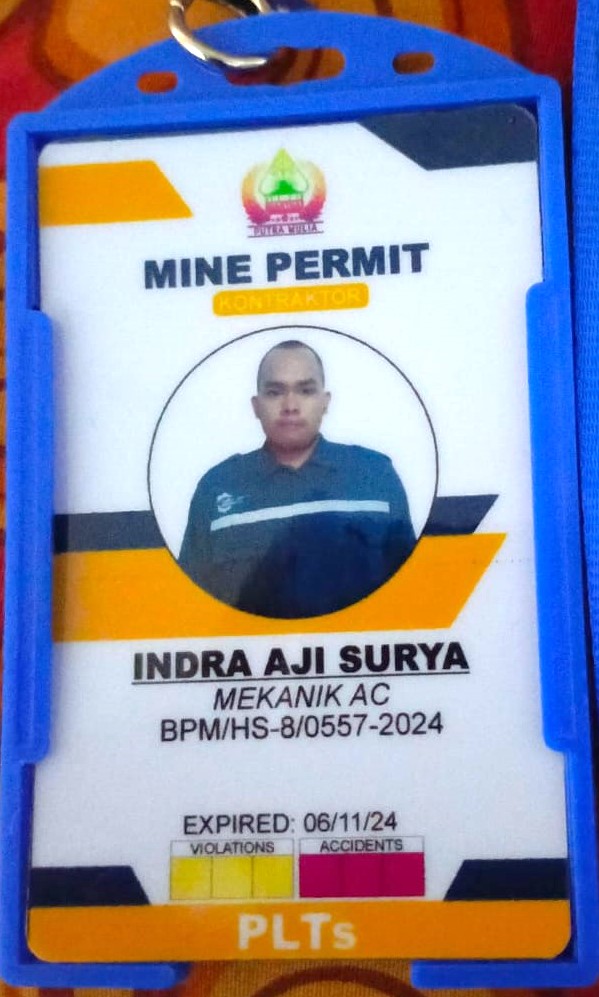 PUTRA MULIA
MINE PERMIT
KONTRAKTOR
INDRA AJI SURYA
MEKANIK AC
BPM/HS-8/0557-2024
EXPIRED: 06/11/24
VIOLATIONS
ACCIDENTS
PLTs